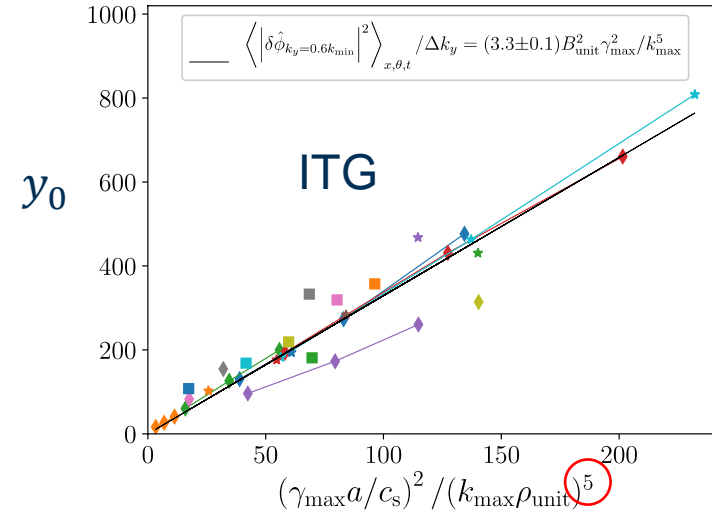 1000
⟨|δφ̂_{k_y=0.6k_min}|²⟩_{x,θ,t} /Δk_y = (3.3±0.1)B²_unit γ²_max/k⁵_max
800
ITG
600
y₀
400
200
0
0 50 100 150 200
(γ_max a/c_s)² /(k_max ρ_unit)⁵